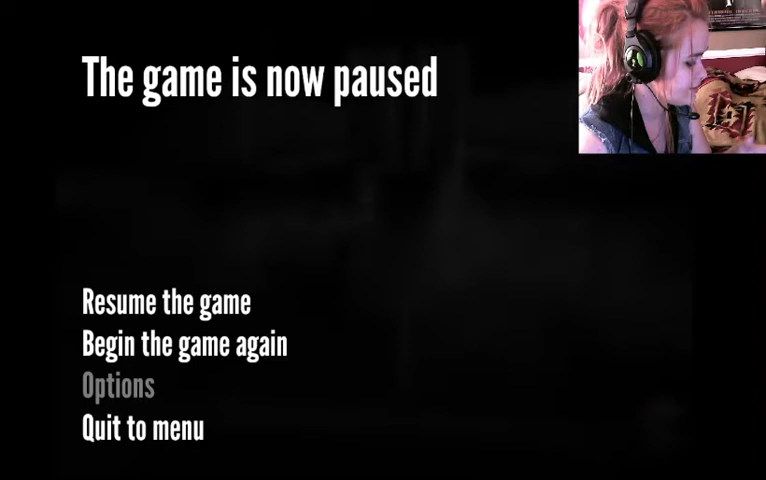 The game is now paused
Resume the game
Begin the game again
Options
Quit to menu